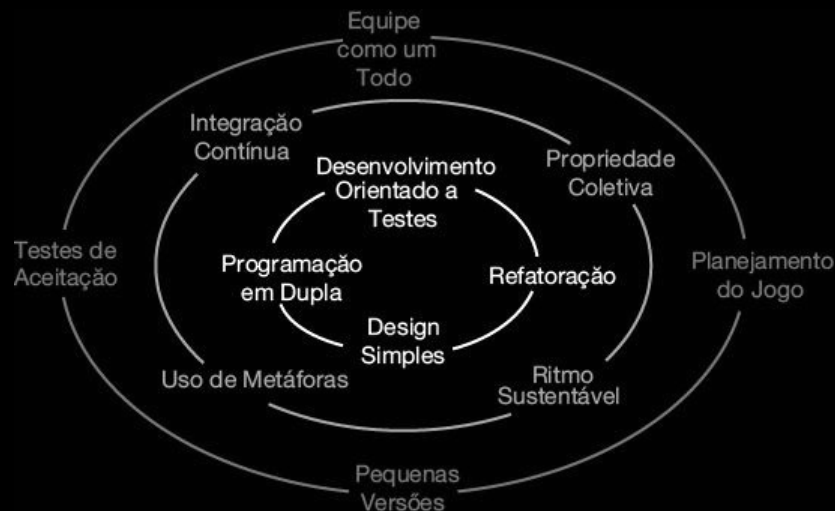 Equipe
como um
Todo
Integração
Contínua
Desenvolvimento
Orientado a
Testes
Propriedade
Coletiva
Testes de
Aceitação
Programação
em Dupla
Refatoração
Planejamento
do Jogo
Design
Simples
Uso de Metáforas
Ritmo
Sustentável
Pequenas
Versões